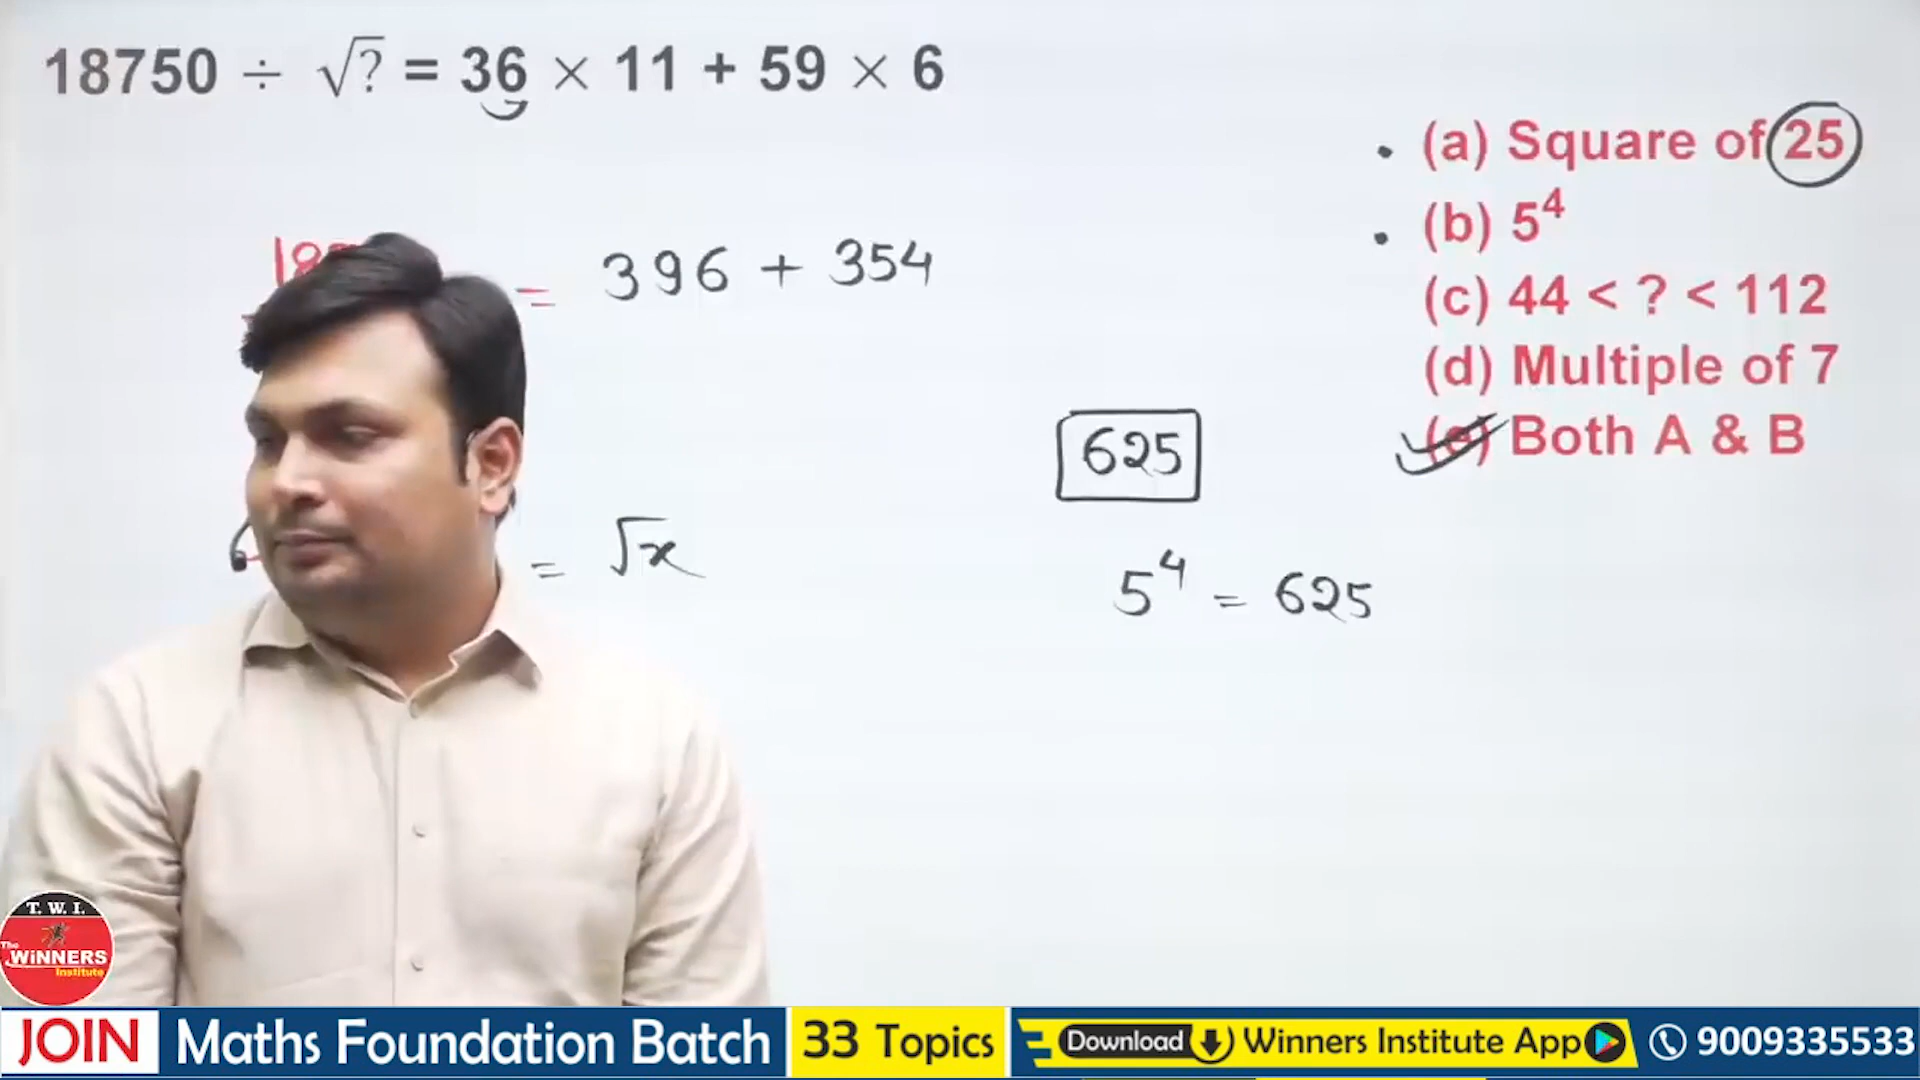 18750 ÷ √? = 36 × 11 + 59 × 6
(a) Square of 25
(b) 5⁴
= 396 + 354
(c) 44 < ? < 112
(d) Multiple of 7
Both A & B
625
= √x
5⁴ = 625
T. W. I.
The
WiNNERS
Institute
JOIN Maths Foundation Batch 33 Topics Download Winners Institute App 9009335533